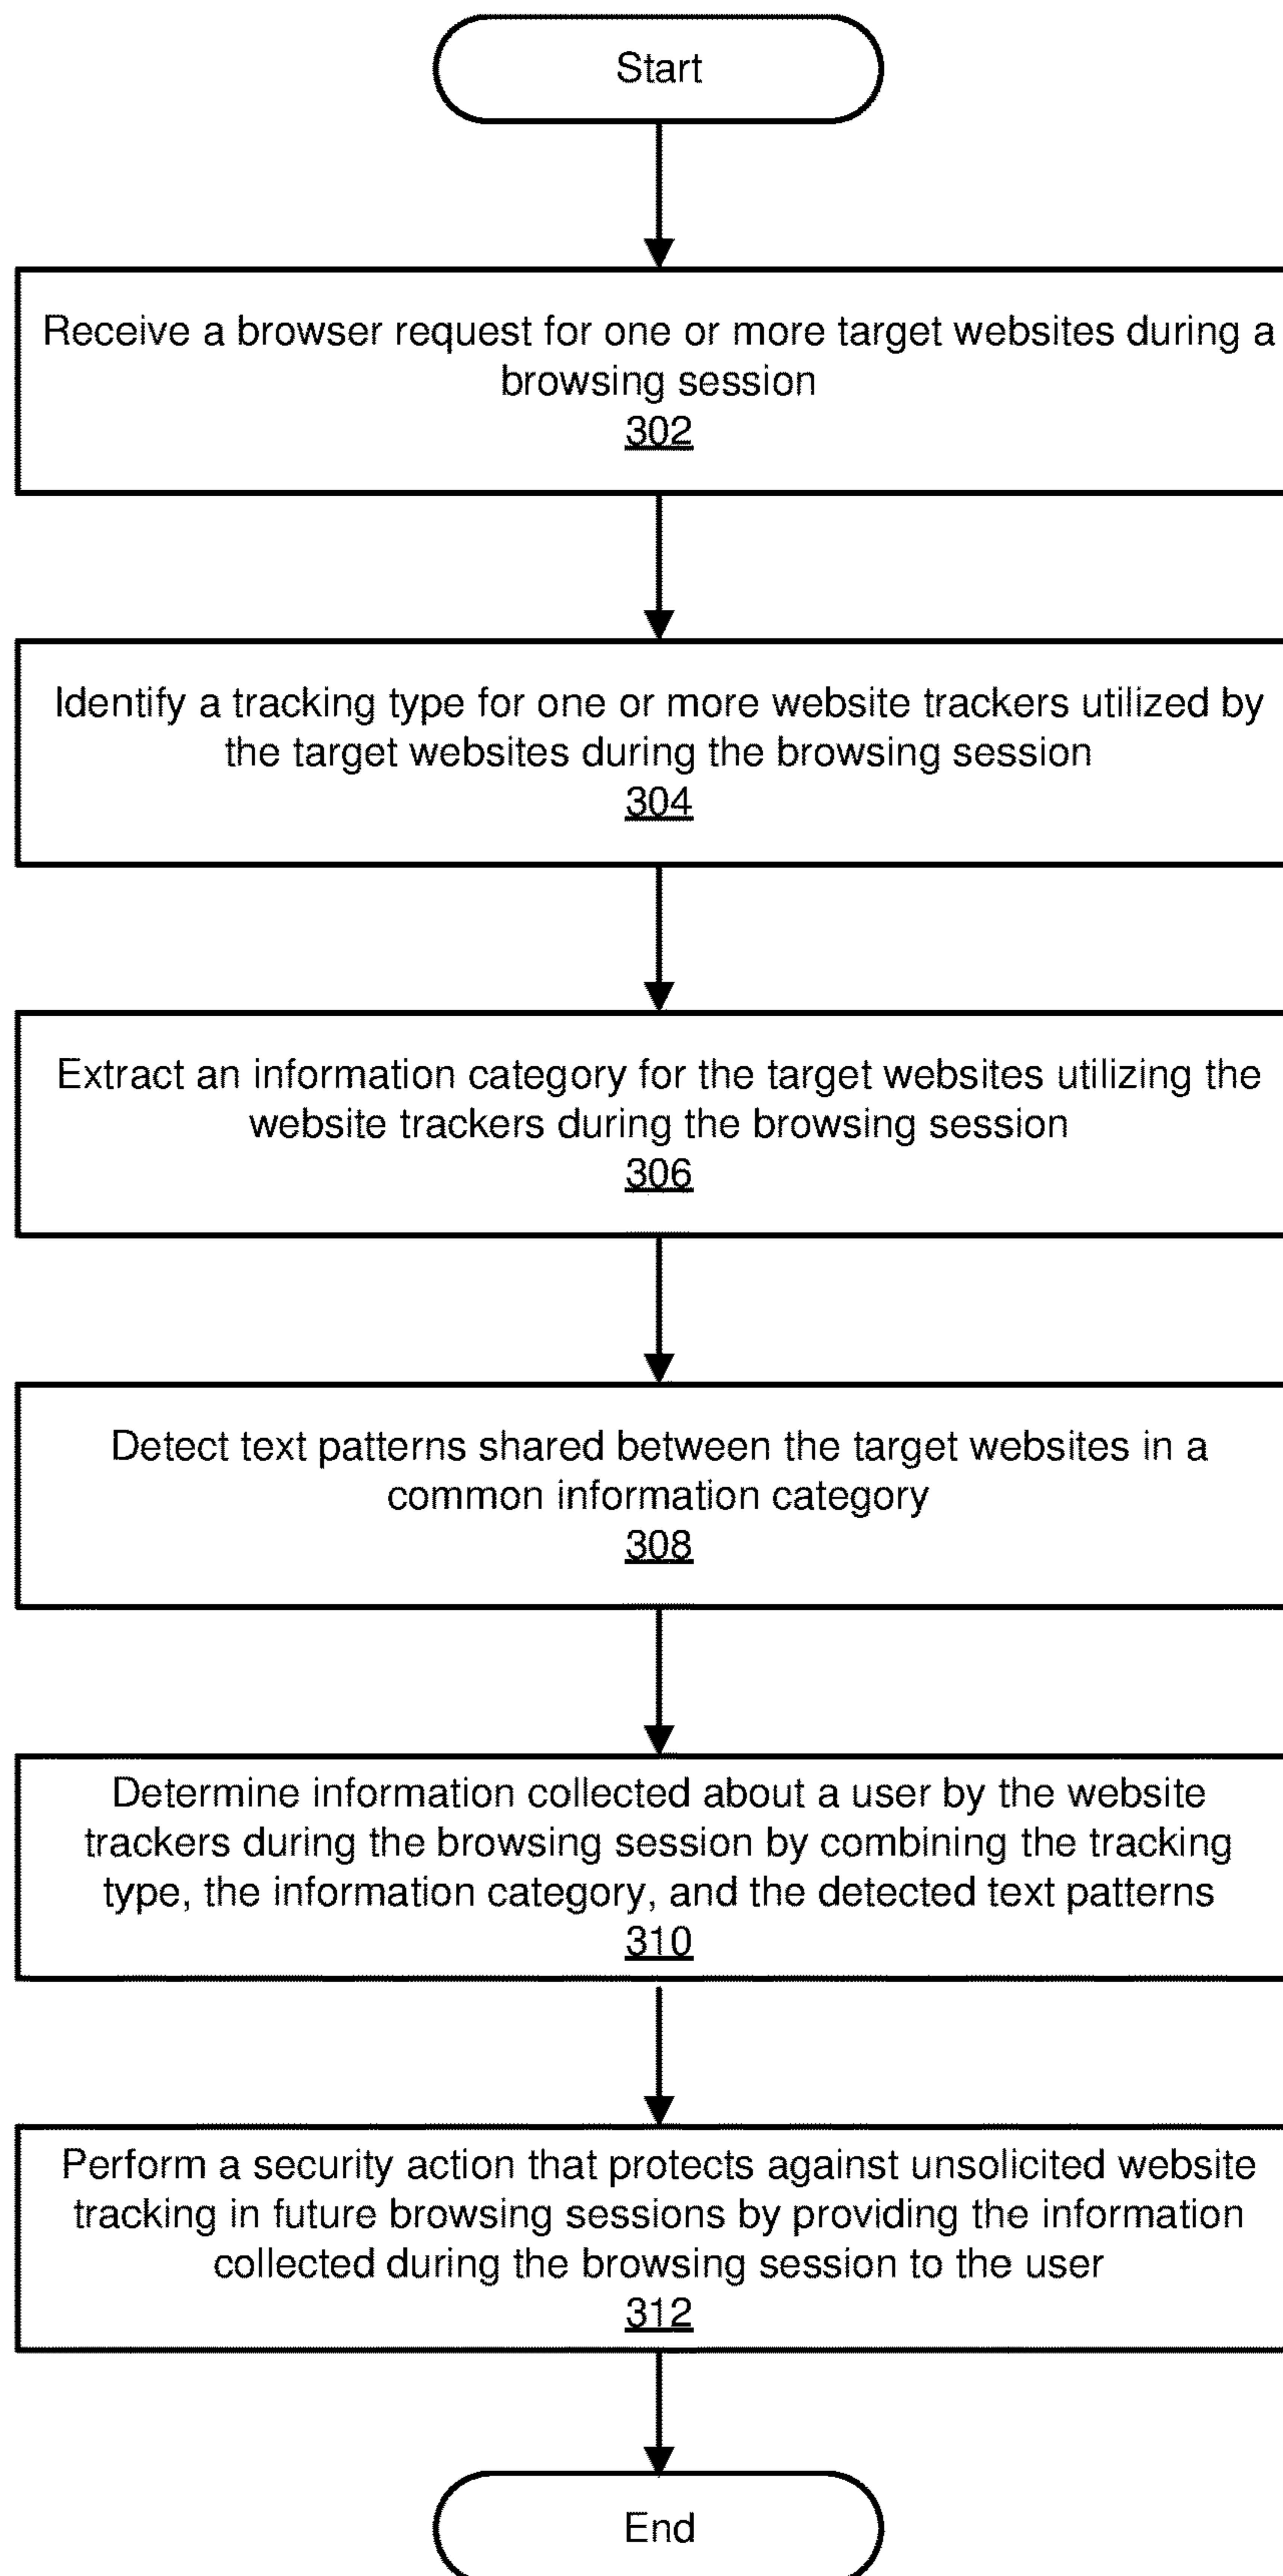 Start
Receive a browser request for one or more target websites during a
browsing session
302
Identify a tracking type for one or more website trackers utilized by
the target websites during the browsing session
304
Extract an information category for the target websites utilizing the
website trackers during the browsing session
306
Detect text patterns shared between the target websites in a
common information category
308
Determine information collected about a user by the website
trackers during the browsing session by combining the tracking
type, the information category, and the detected text patterns
310
Perform a security action that protects against unsolicited website
tracking in future browsing sessions by providing the information
collected during the browsing session to the user
312
End